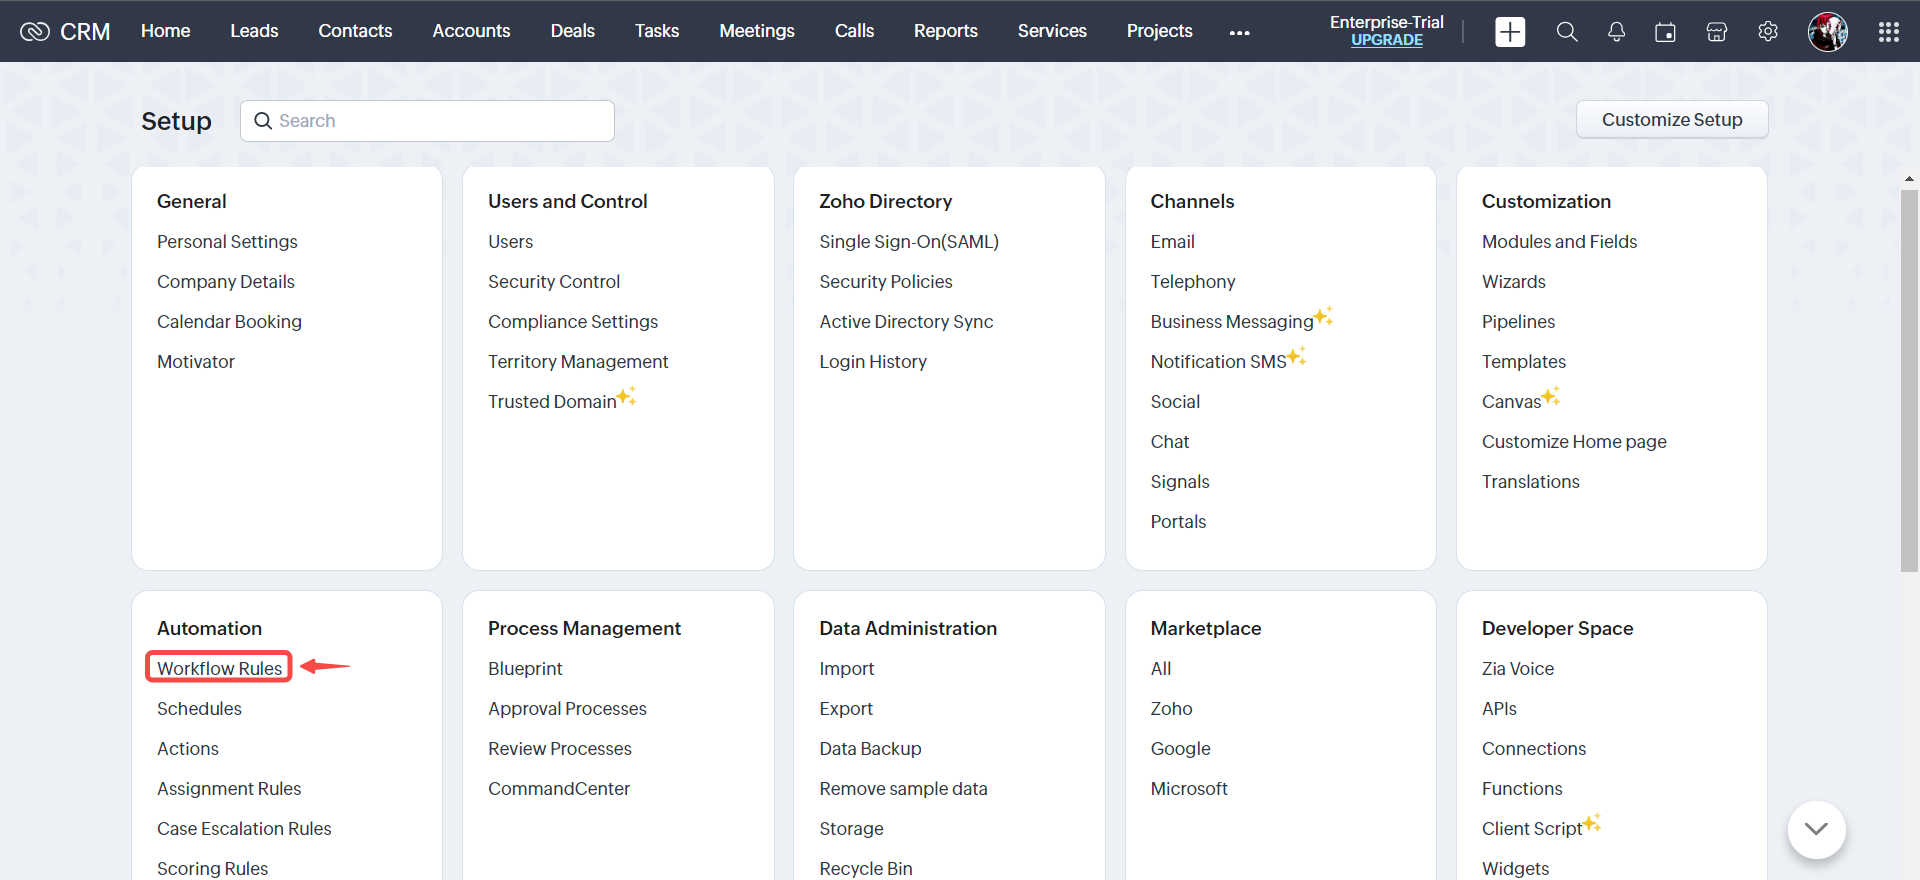 CRM
Home
Leads
Contacts
Accounts
Deals
Tasks
Meetings
Calls
Reports
Services
Projects
...
Enterprise-Trial
UPGRADE
Setup
Search
Customize Setup
General
Personal Settings
Company Details
Calendar Booking
Motivator
Users and Control
Users
Security Control
Compliance Settings
Territory Management
Trusted Domain
Zoho Directory
Single Sign-On(SAML)
Security Policies
Active Directory Sync
Login History
Channels
Email
Telephony
Business Messaging
Notification SMS
Social
Chat
Signals
Portals
Customization
Modules and Fields
Wizards
Pipelines
Templates
Canvas
Customize Home page
Translations
Automation
Workflow Rules
Schedules
Actions
Assignment Rules
Case Escalation Rules
Scoring Rules
Process Management
Blueprint
Approval Processes
Review Processes
CommandCenter
Data Administration
Import
Export
Data Backup
Remove sample data
Storage
Recycle Bin
Marketplace
All
Zoho
Google
Microsoft
Developer Space
Zia Voice
APIs
Connections
Functions
Client Script
Widgets